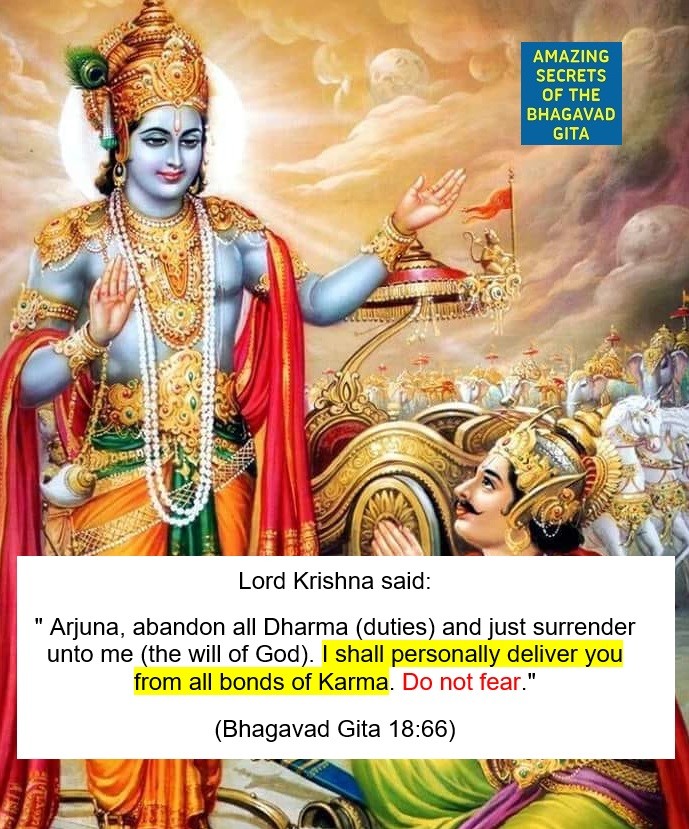 AMAZING
SECRETS
OF THE
BHAGAVAD
GITA
Lord Krishna said:
" Arjuna, abandon all Dharma (duties) and just surrender
unto me (the will of God). I shall personally deliver you
from all bonds of Karma. Do not fear."
(Bhagavad Gita 18:66)